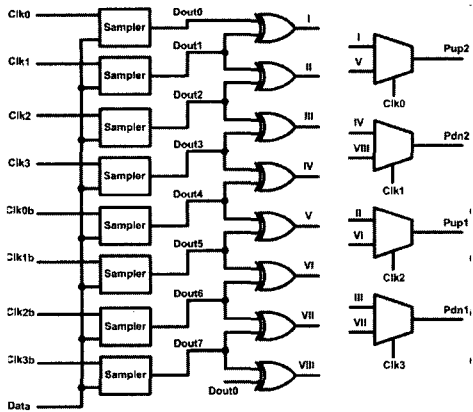 Clk0
Sampler
Dout0
I
Clk1
Sampler
Dout1
II
Clk2
Sampler
Dout2
III
Clk3
Sampler
Dout3
IV
Clk0b
Sampler
Dout4
V
Clk1b
Sampler
Dout5
VI
Clk2b
Sampler
Dout6
VII
Clk3b
Sampler
Dout7
VIII
Dout0
Data
I
V
Pup2
Clk0
IV
VIII
Pdn2
Clk1
II
VI
Pup1
Clk2
III
VII
Pdn1
Clk3